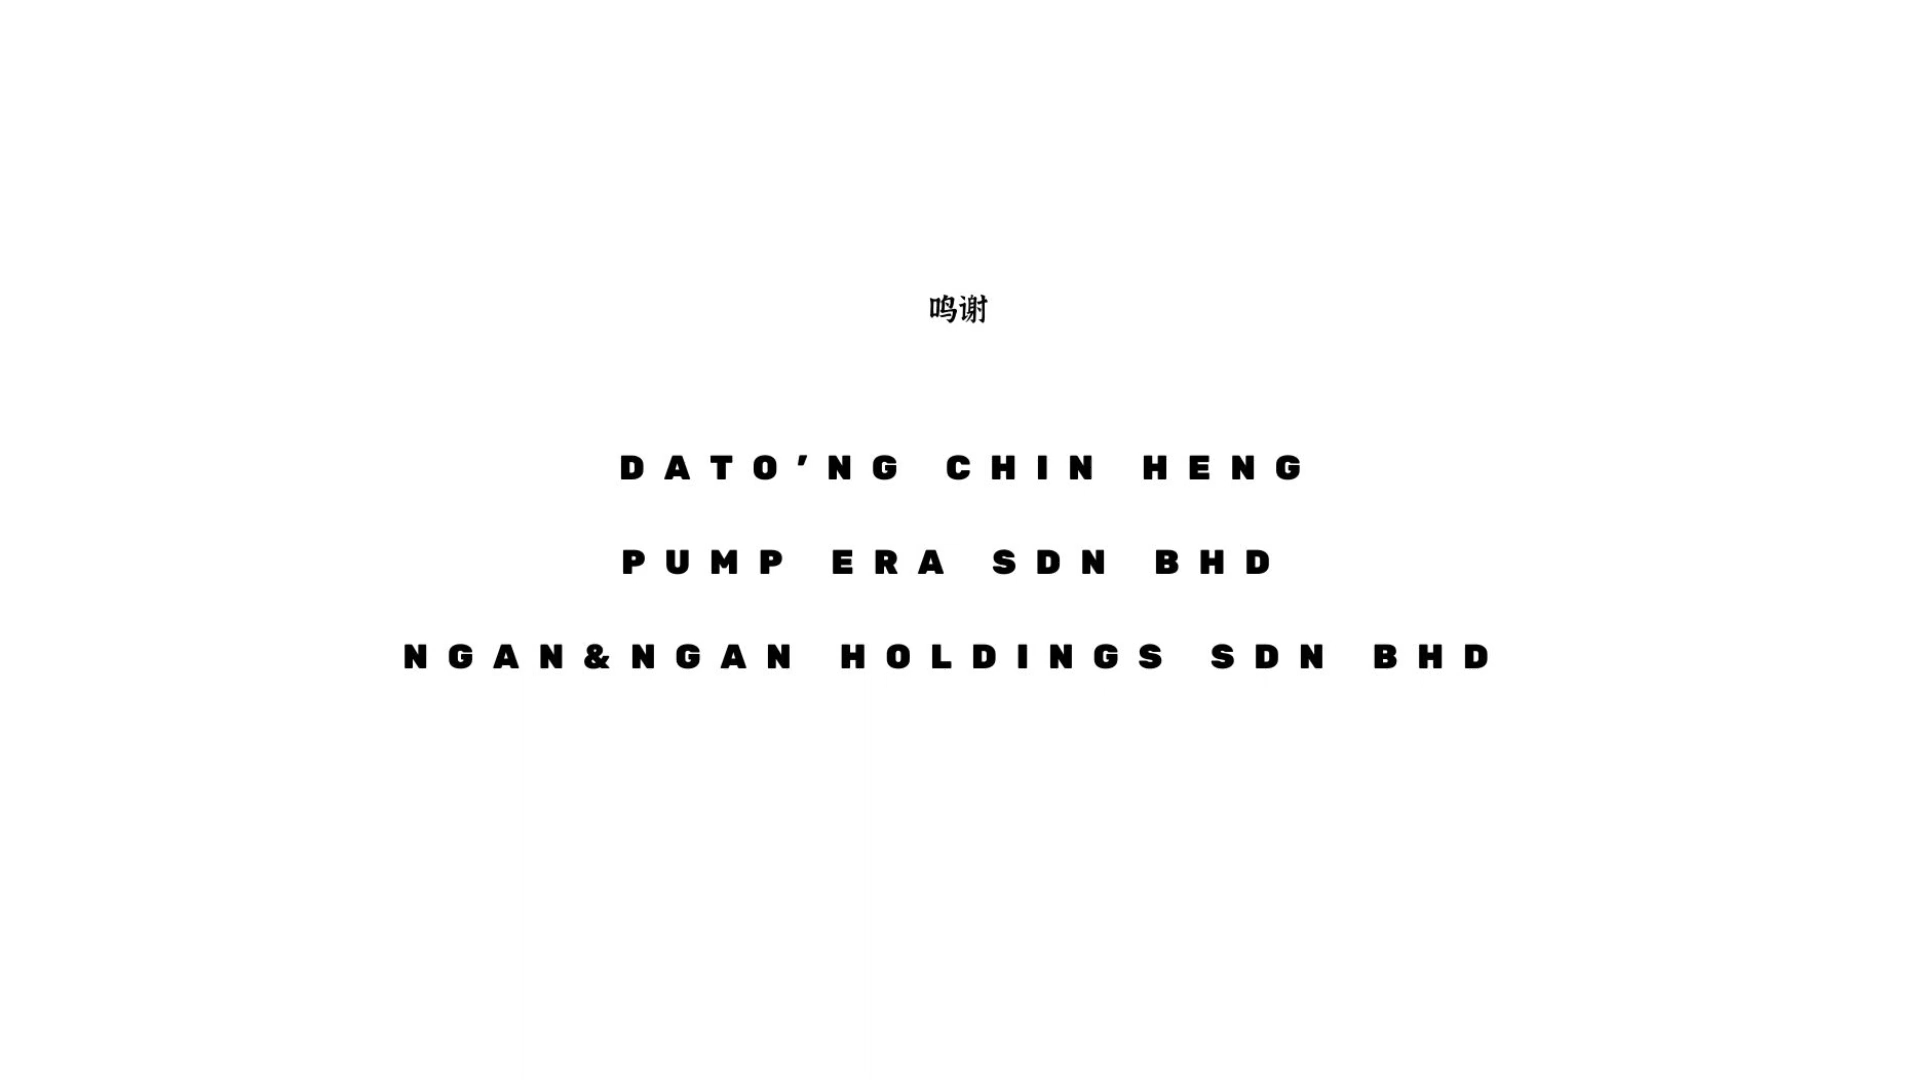 鸣谢
DATO'NG CHIN HENG
PUMP ERA SDN BHD
NGAN&NGAN HOLDINGS SDN BHD